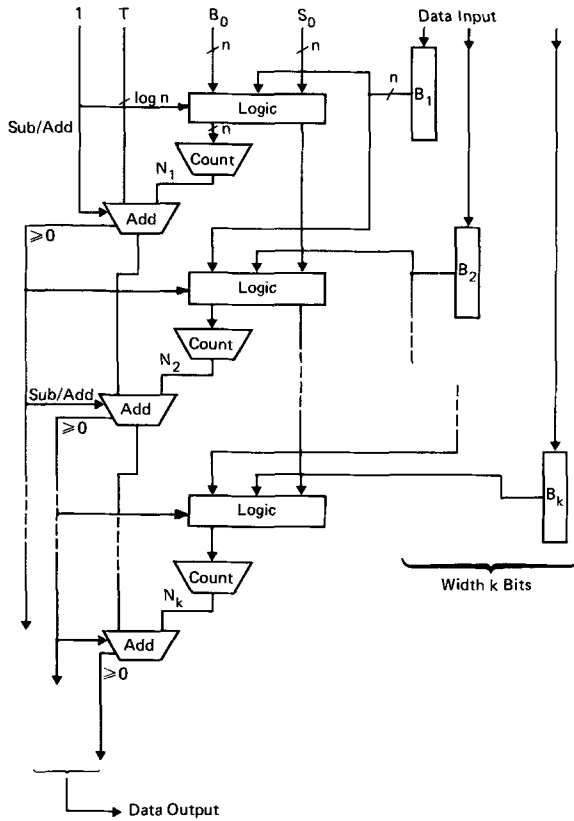 1 T B₀ S₀ Data Input
n n
n
B₁
log n Logic
Sub/Add
n
Count
N₁
Add
⩾0
B₂
Logic
Count
N₂
Sub/Add
Add
⩾0
Bₖ
Logic
Count
Width k Bits
Nₖ
Add
⩾0
Data Output